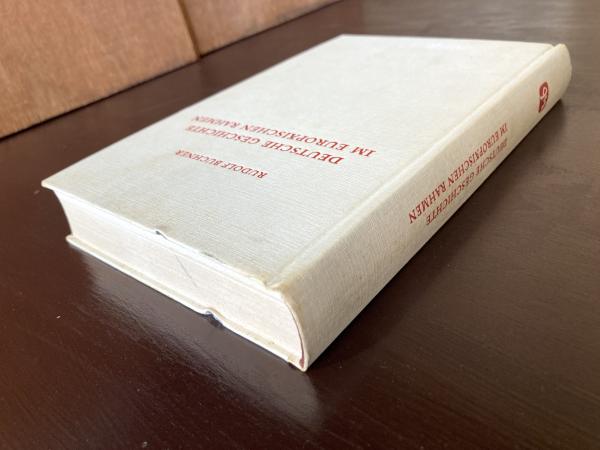 RUDOLF BUCHNER
DEUTSCHE GESCHICHTE
IM EUROPÄISCHEN RAHMEN
DEUTSCHE GESCHICHTE
IM EUROPÄISCHEN RAHMEN